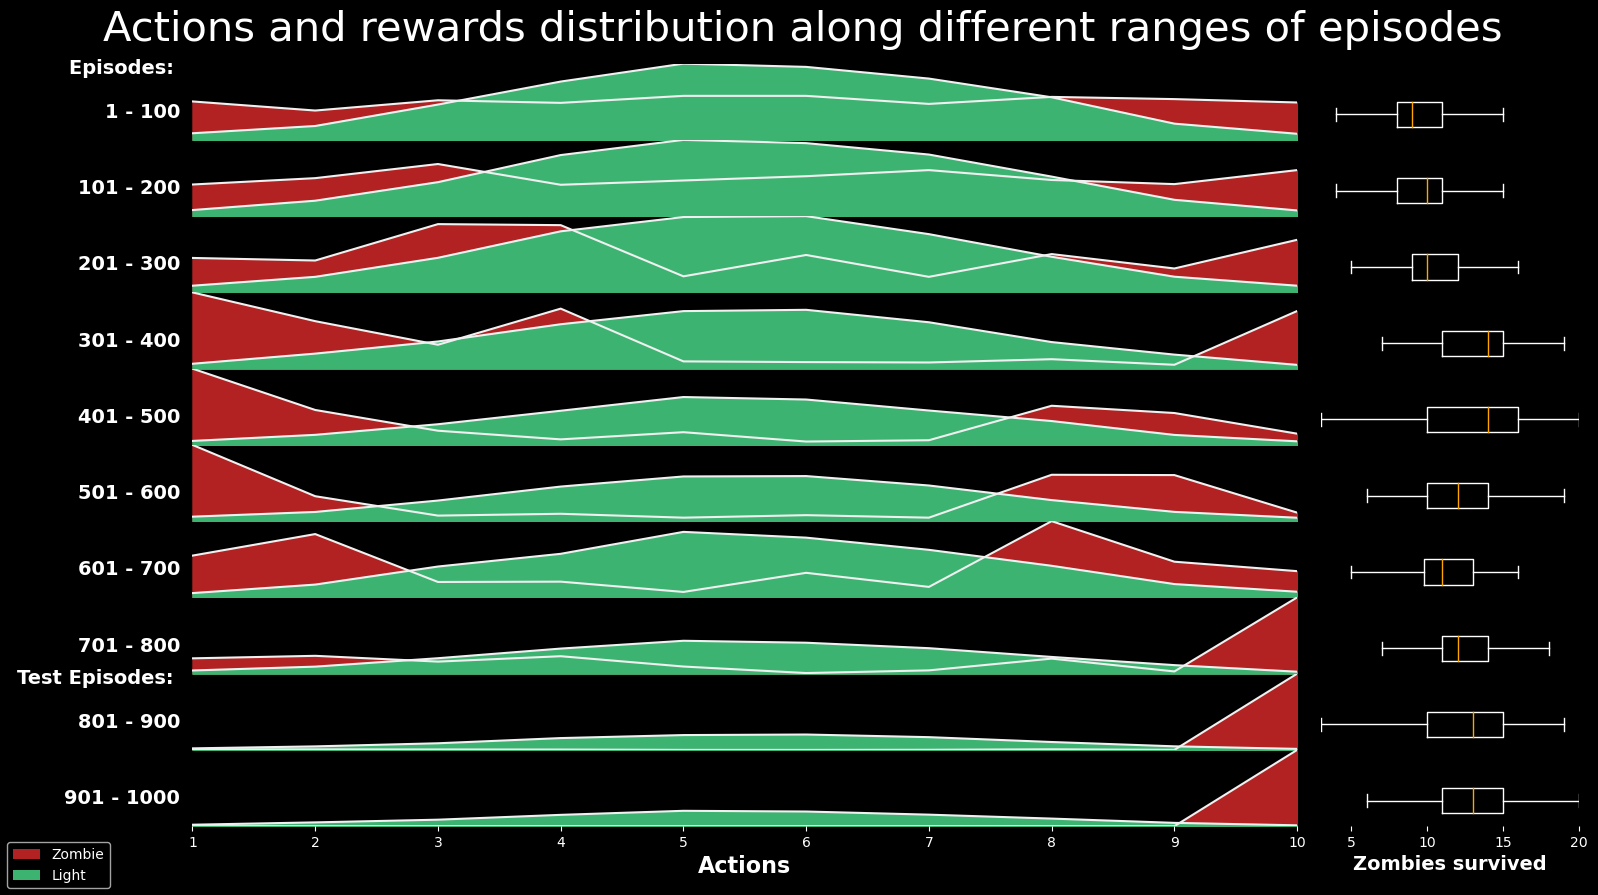 Actions and rewards distribution along different ranges of episodes
Episodes:
1 - 100
101 - 200
201 - 300
301 - 400
401 - 500
501 - 600
601 - 700
701 - 800
Test Episodes:
801 - 900
901 - 1000
1 2 3 4 5 6 7 8 9 10
5 10 15 20
Actions
Zombies survived
Zombie
Light